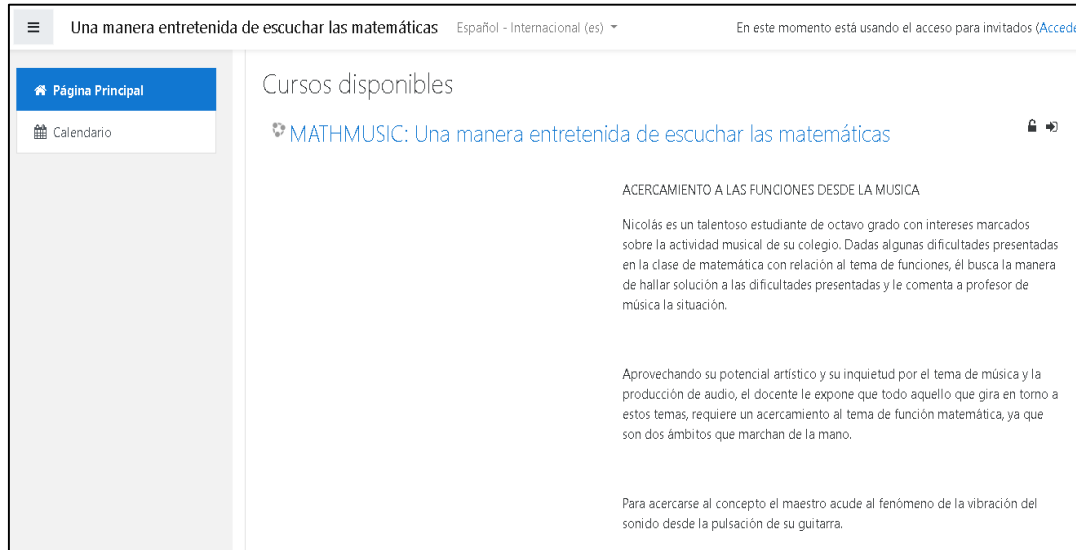 Una manera entretenida de escuchar las matemáticas Español - Internacional (es) En este momento está usando el acceso para invitados (Accede
Página Principal
Calendario
Cursos disponibles
MATHMUSIC: Una manera entretenida de escuchar las matemáticas
ACERCAMIENTO A LAS FUNCIONES DESDE LA MUSICA
Nicolás es un talentoso estudiante de octavo grado con intereses marcados
sobre la actividad musical de su colegio. Dadas algunas dificultades presentadas
en la clase de matemática con relación al tema de funciones, él busca la manera
de hallar solución a las dificultades presentadas y le comenta a profesor de
música la situación.
Aprovechando su potencial artístico y su inquietud por el tema de música y la
producción de audio, el docente le expone que todo aquello que gira en torno a
estos temas, requiere un acercamiento al tema de función matemática, ya que
son dos ámbitos que marchan de la mano.
Para acercarse al concepto el maestro acude al fenómeno de la vibración del
sonido desde la pulsación de su guitarra.